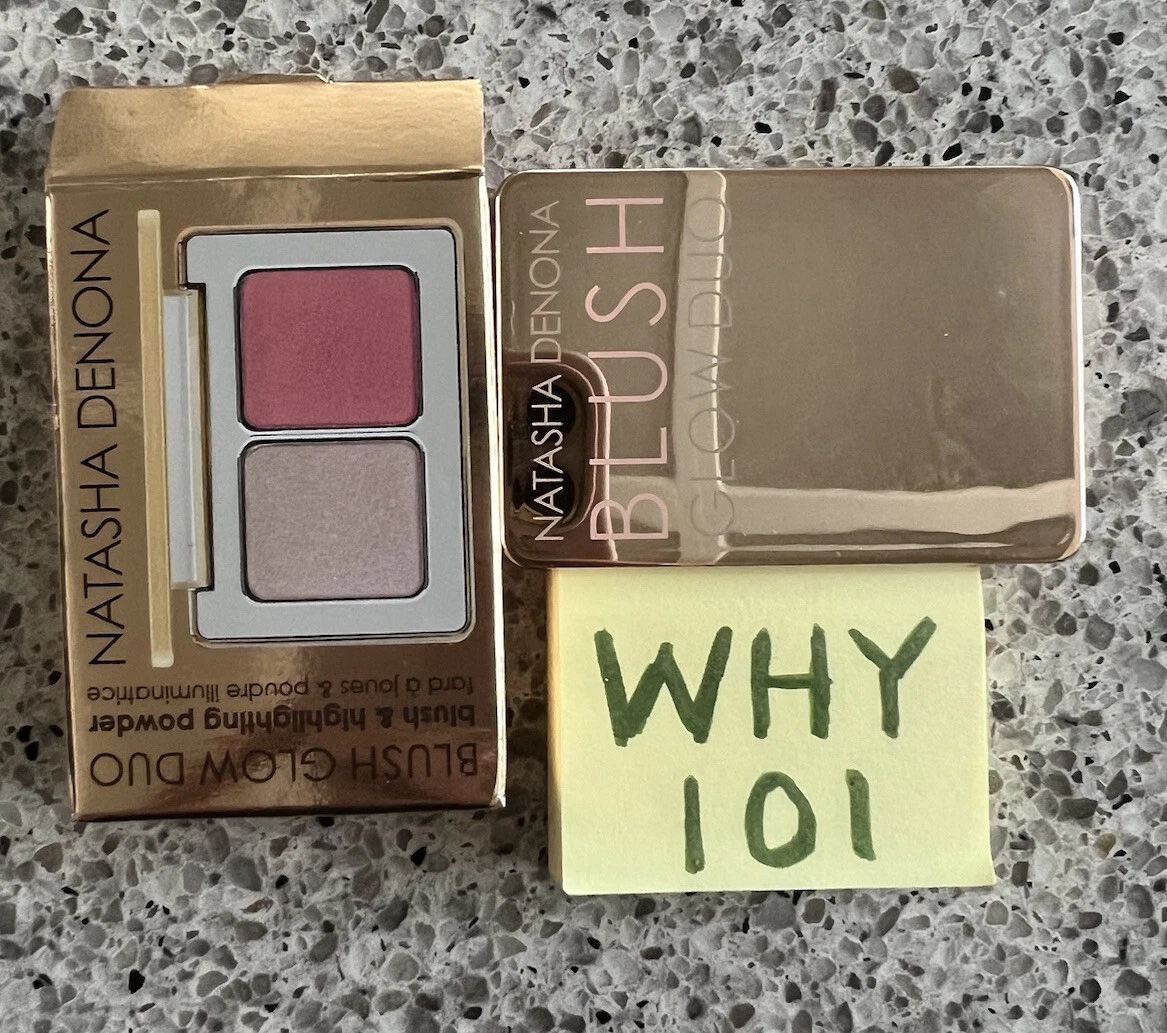 NATASHA DENONA
BLUSH GLOW DUO
blush & highlighting powder
fard à joues & poudre illuminatrice
NATASHA DENONA
BLUSH
GLOW DUO
NATASHA
WHY
101